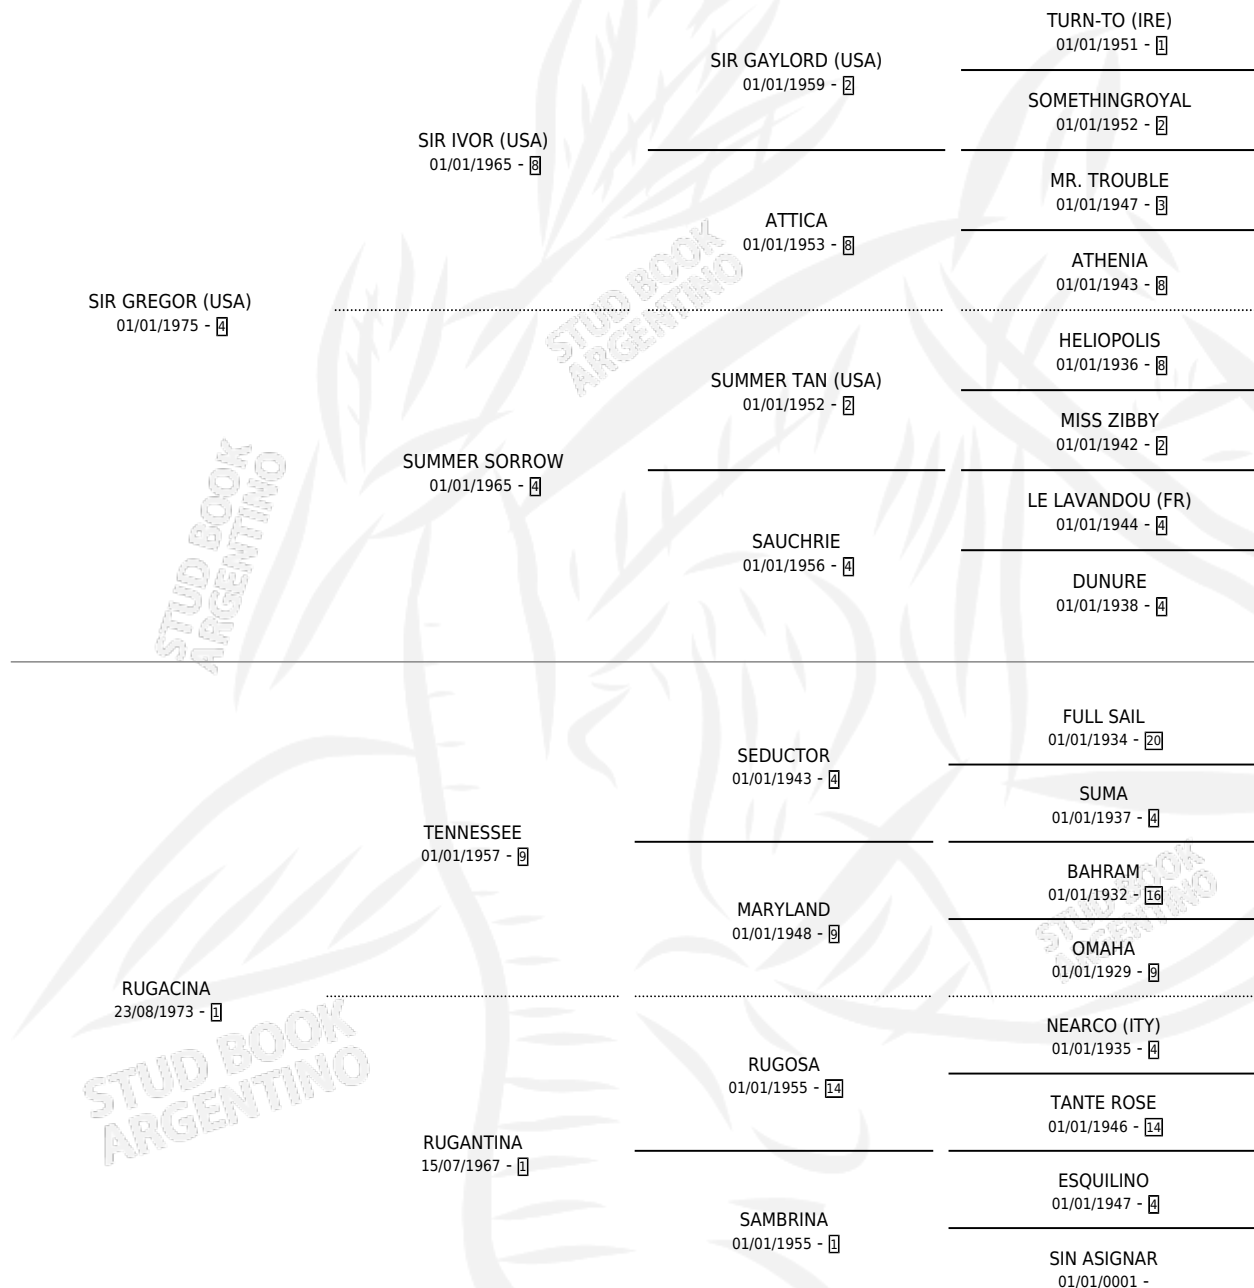 TURN-TO (IRE)
01/01/1951 - 1
SIR GAYLORD (USA)
01/01/1959 - 2
SOMETHINGROYAL
01/01/1952 - 2
SIR IVOR (USA)
01/01/1965 - 8
MR. TROUBLE
01/01/1947 - 3
ATTICA
01/01/1953 - 8
ATHENIA
01/01/1943 - 8
SIR GREGOR (USA)
01/01/1975 - 4
HELIOPOLIS
01/01/1936 - 8
SUMMER TAN (USA)
01/01/1952 - 2
MISS ZIBBY
01/01/1942 - 2
SUMMER SORROW
01/01/1965 - 4
LE LAVANDOU (FR)
01/01/1944 - 4
SAUCHRIE
01/01/1956 - 4
DUNURE
01/01/1938 - 4
FULL SAIL
01/01/1934 - 20
SEDUCTOR
01/01/1943 - 4
SUMA
01/01/1937 - 4
TENNESSEE
01/01/1957 - 9
BAHRAM
01/01/1932 - 16
MARYLAND
01/01/1948 - 9
OMAHA
01/01/1929 - 9
RUGACINA
23/08/1973 - 1
NEARCO (ITY)
01/01/1935 - 4
RUGOSA
01/01/1955 - 14
TANTE ROSE
01/01/1946 - 14
RUGANTINA
15/07/1967 - 1
ESQUILINO
01/01/1947 - 4
SAMBRINA
01/01/1955 - 1
SIN ASIGNAR
01/01/0001 -
STUD BOOK
ARGENTINO
STUD BOOK
ARGENTINO
STUD BOOK
ARGENTINO
STUD BOOK
ARGENTINO